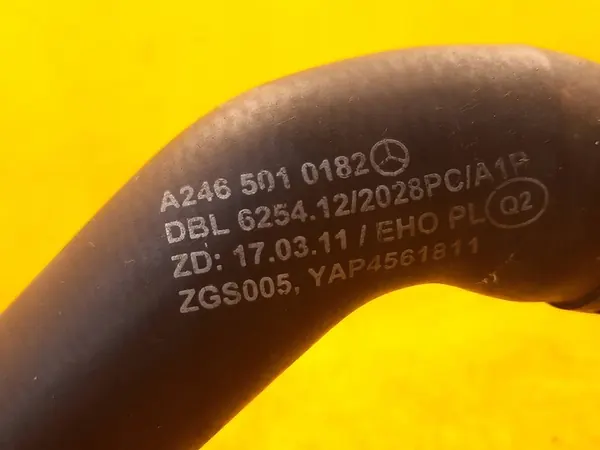 A246 501 0182
DBL 6254.12/2028PC/A1P
ZD: 17.03.11 / EHO PL Q2
ZGS005, YAP4561811